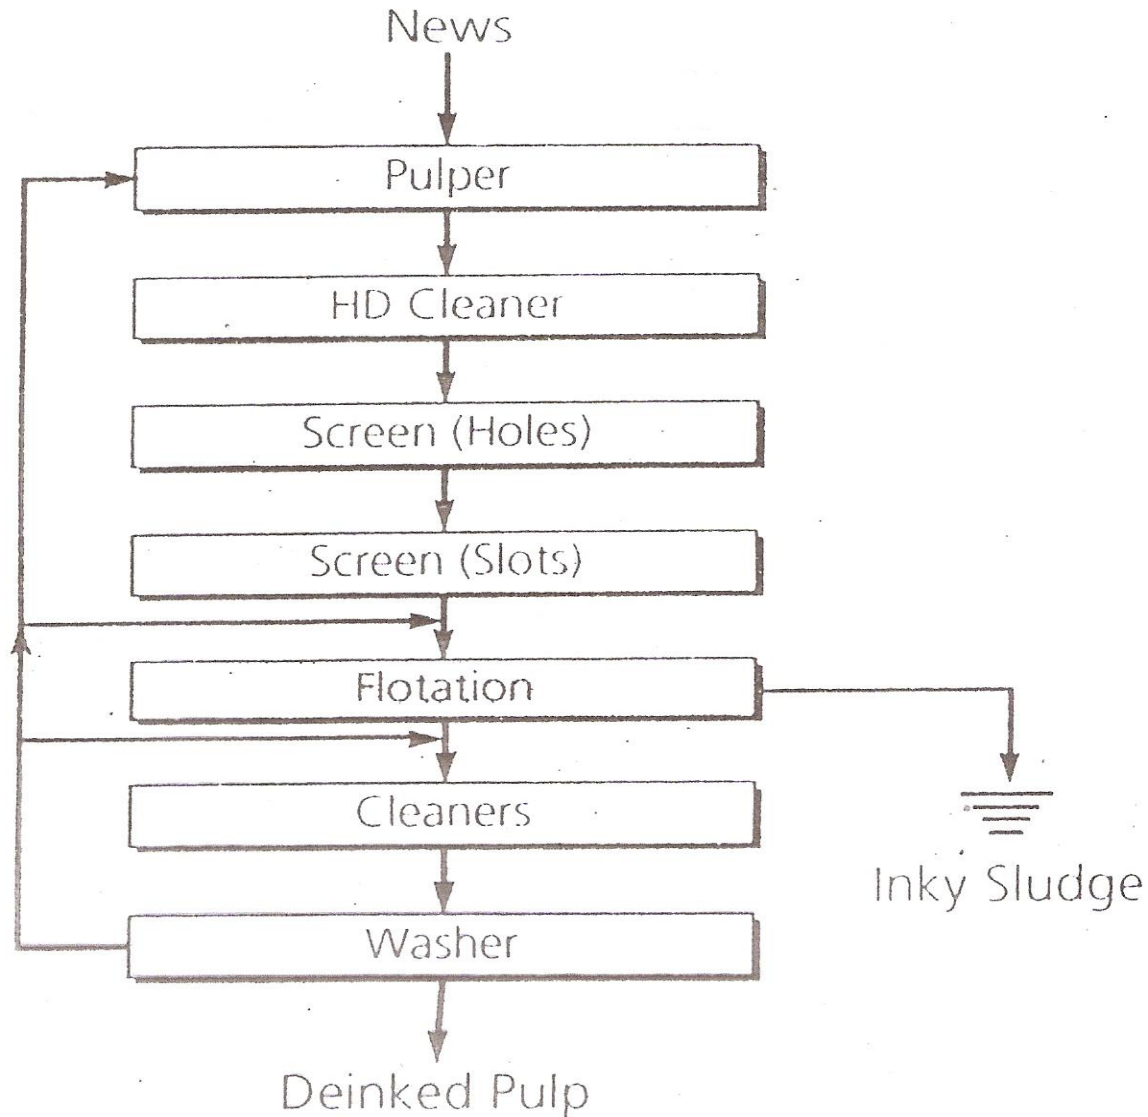 News
Pulper
HD Cleaner
Screen (Holes)
Screen (Slots)
Flotation
Cleaners
Inky Sludge
Washer
Deinked Pulp